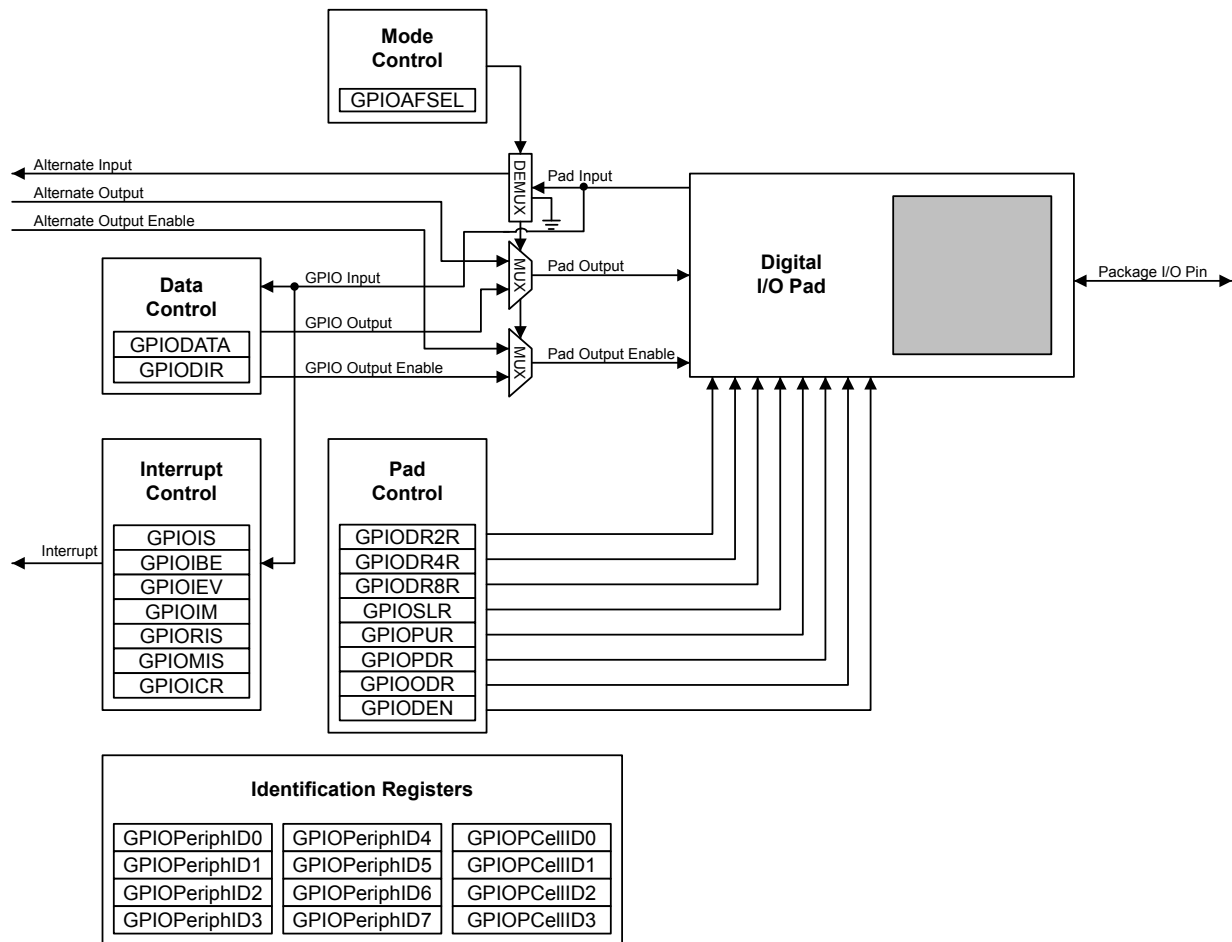 Mode
Control
GPIOAFSEL
Alternate Input
Alternate Output
Alternate Output Enable
DEMUX
Pad Input
MUX
Pad Output
MUX
Pad Output Enable
Digital
I/O Pad
Package I/O Pin
Data
Control
GPIODATA
GPIODIR
GPIO Input
GPIO Output
GPIO Output Enable
Interrupt
Control
GPIOIS
GPIOIBE
GPIOIEV
GPIOIM
GPIORIS
GPIOMIS
GPIOICR
Interrupt
Pad
Control
GPIODR2R
GPIODR4R
GPIODR8R
GPIOSLR
GPIOPUR
GPIOPDR
GPIOODR
GPIODEN
Identification Registers
GPIOPeriphID0
GPIOPeriphID1
GPIOPeriphID2
GPIOPeriphID3
GPIOPeriphID4
GPIOPeriphID5
GPIOPeriphID6
GPIOPeriphID7
GPIOPCellID0
GPIOPCellID1
GPIOPCellID2
GPIOPCellID3